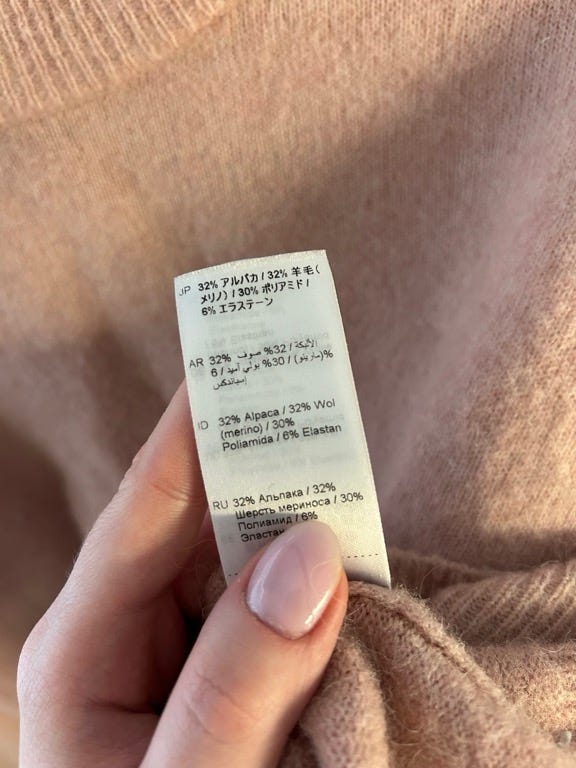 JP 32% アルパカ / 32% 羊毛(
メリノ) / 30% ポリアミド /
6% エラステーン
AR 32% الألبكة / 32% صوف
(مارينو) / 30% بولي أميد / 6%
إسباندكس
ID 32% Alpaca / 32% Wol
(merino) / 30%
Poliamida / 6% Elastan
RU 32% Альпака / 32%
Шерсть мериноса / 30%
Полиамид / 6%
Эластан